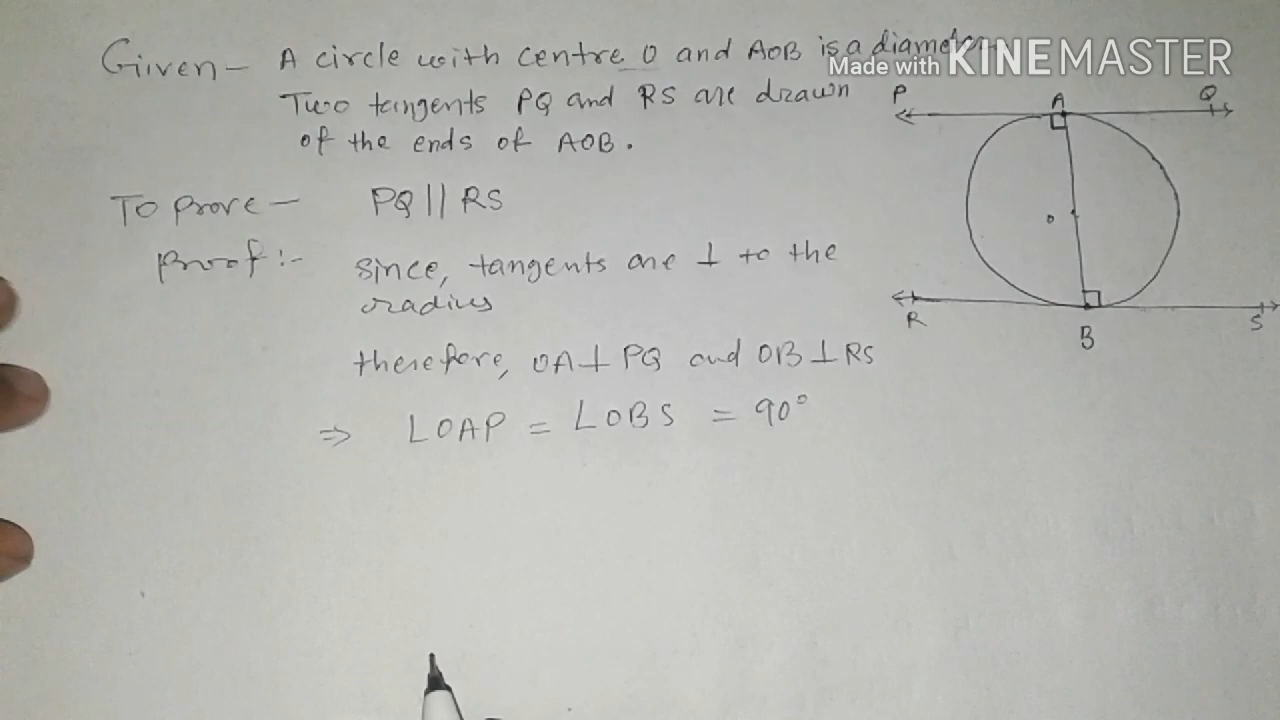 Given - A circle with centre O and AOB is a diameter
Made with KINEMASTER
Two tangents PQ and RS are drawn
of the ends of AOB.
To prove - PQ || RS
Proof :- since, tangents are ⊥ to the
radius
therefore, OA ⊥ PQ and OB ⊥ RS
⇒ ∠OAP = ∠OBS = 90°
P A Q
O
R B S